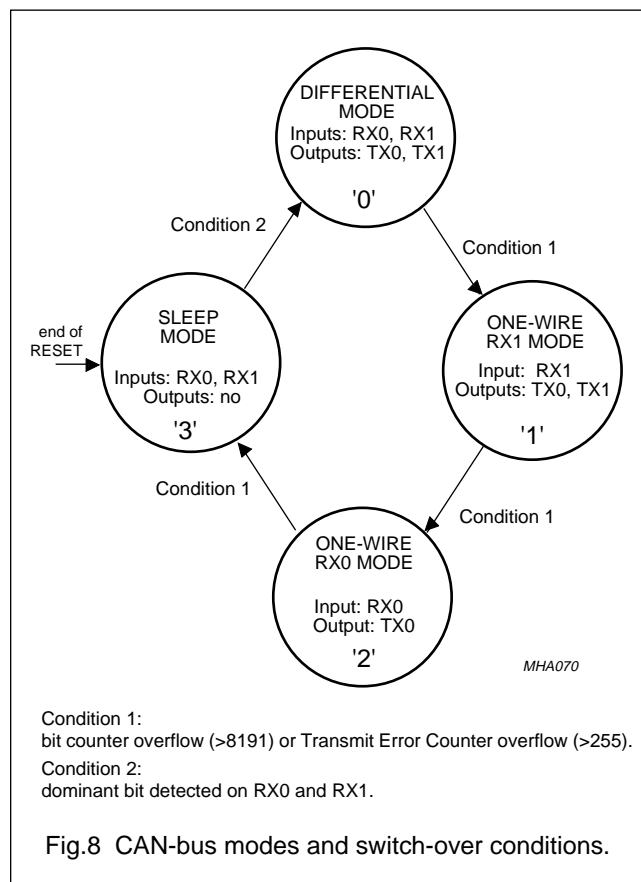 DIFFERENTIAL
MODE
Inputs: RX0, RX1
Outputs: TX0, TX1
'0'
Condition 2
Condition 1
end of
RESET
SLEEP
MODE
Inputs: RX0, RX1
Outputs: no
'3'
ONE-WIRE
RX1 MODE
Input: RX1
Outputs: TX0, TX1
'1'
Condition 1
Condition 1
ONE-WIRE
RX0 MODE
Input: RX0
Output: TX0
'2'
MHA070
Condition 1:
bit counter overflow (>8191) or Transmit Error Counter overflow (>255).
Condition 2:
dominant bit detected on RX0 and RX1.
Fig.8 CAN-bus modes and switch-over conditions.